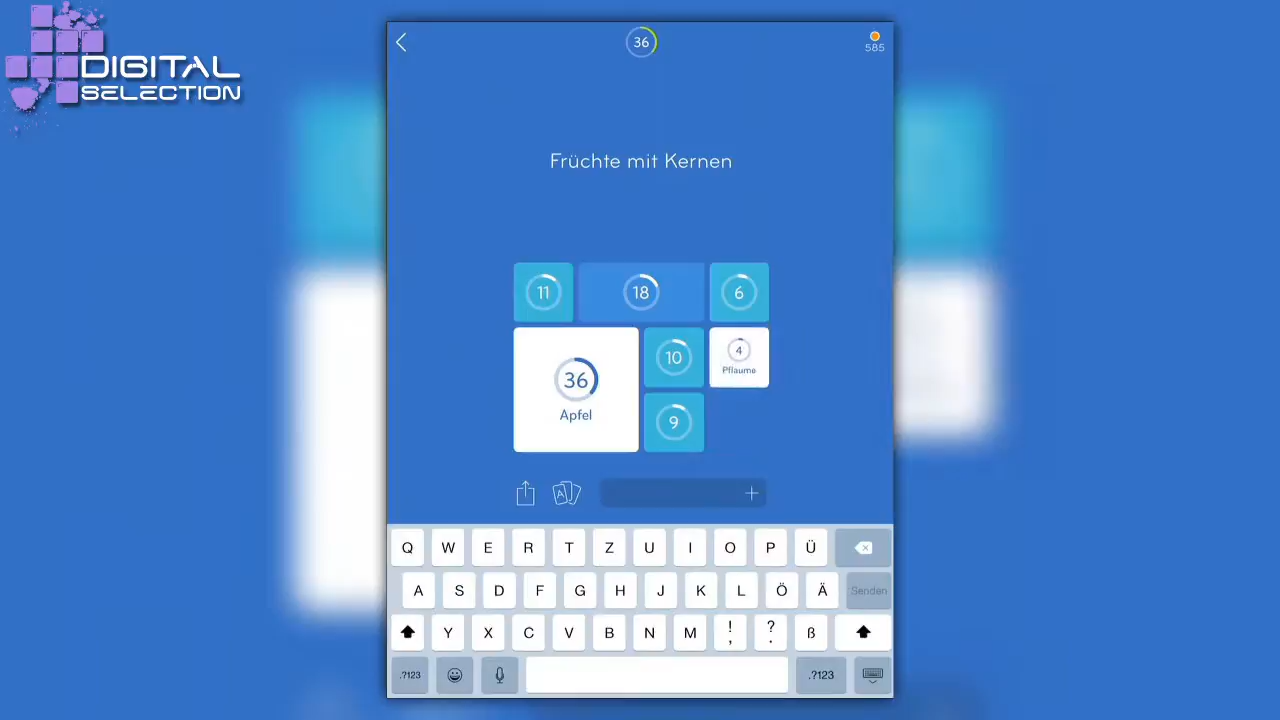 DIGITAL
SELECTION
36
585
Früchte mit Kernen
11
18
6
36
Apfel
10
4
Pflaume
9
A
+
Q W E R T Z U I O P Ü
A S D F G H J K L Ö Ä Senden
Y X C V B N M ! , ? . ß
.?123 .?123